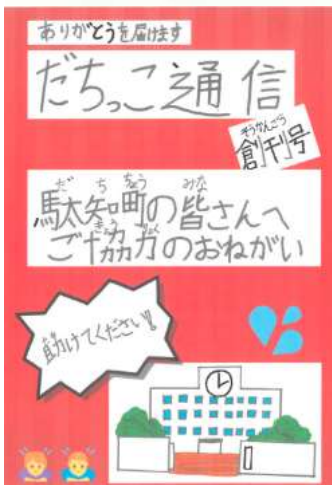 ありがとうを届けます
だちっこ通信
そうかんごう
創刊号
だちちょう みな
駄知町の皆さんへ
きょうりょく
ご協力のおねがい
助けてください!!